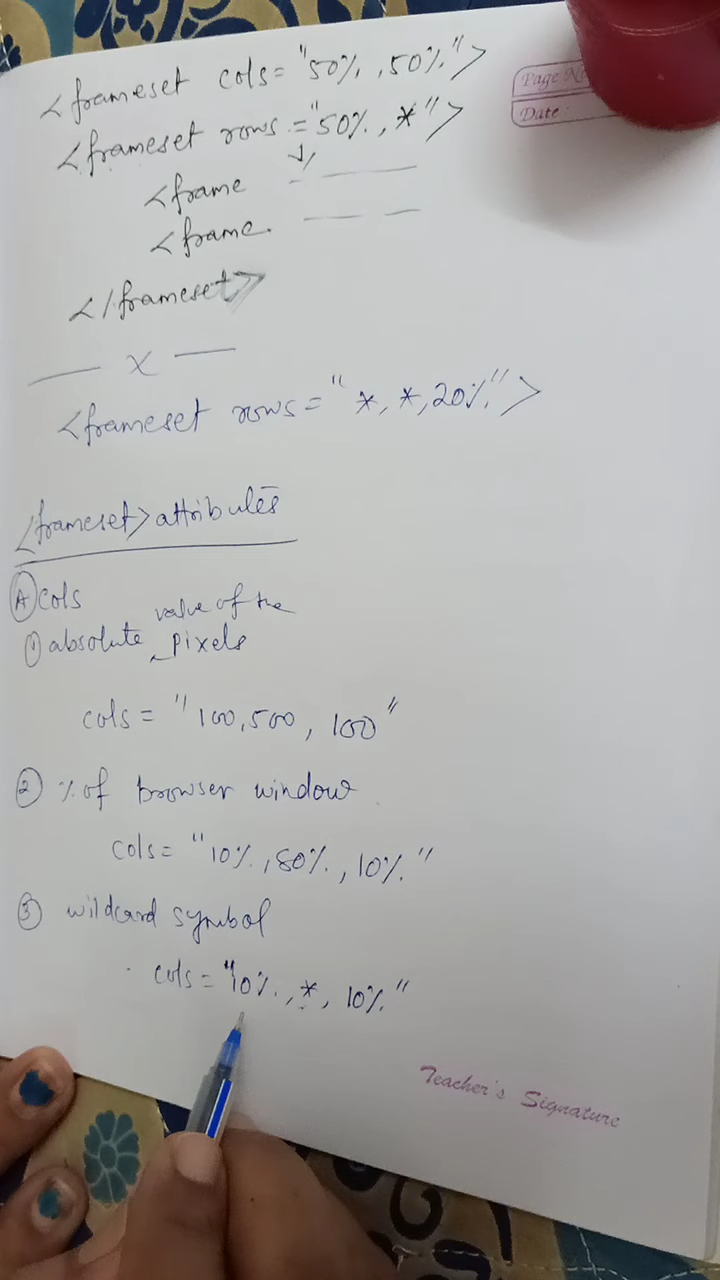 <frameset cols= "50%, 50%">
Page No
Date
<frameset rows = "50%, *">
<frame
<frame.
</frameset>
x
<frameset rows= "*, *, 20%">
<frameset> attributes
A cols
1 absolute value of the pixels
cols = "100, 500, 100"
2 % of browser window
cols= "10%, 80%, 10%"
3 wildcard symbol
cols = "10%, *, 10%"
Teacher's Signature